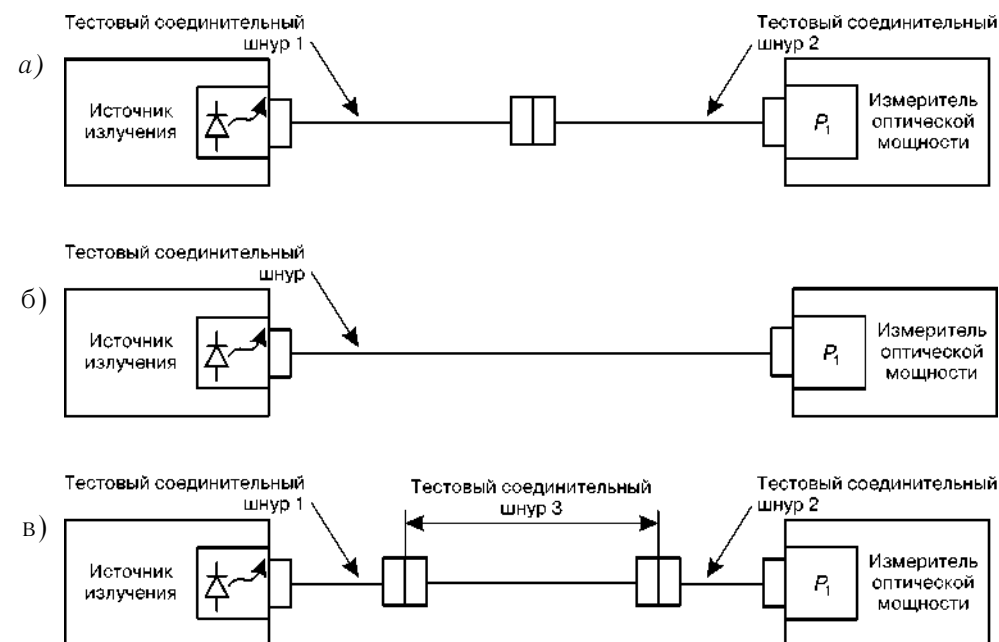 Тестовый соединительный
шнур 1
Тестовый соединительный
шнур 2
а)
Источник
излучения
P1
Измеритель
оптической
мощности
Тестовый соединительный
шнур
б)
Источник
излучения
P1
Измеритель
оптической
мощности
Тестовый соединительный
шнур 1
Тестовый соединительный
шнур 3
Тестовый соединительный
шнур 2
в)
Источник
излучения
P1
Измеритель
оптической
мощности